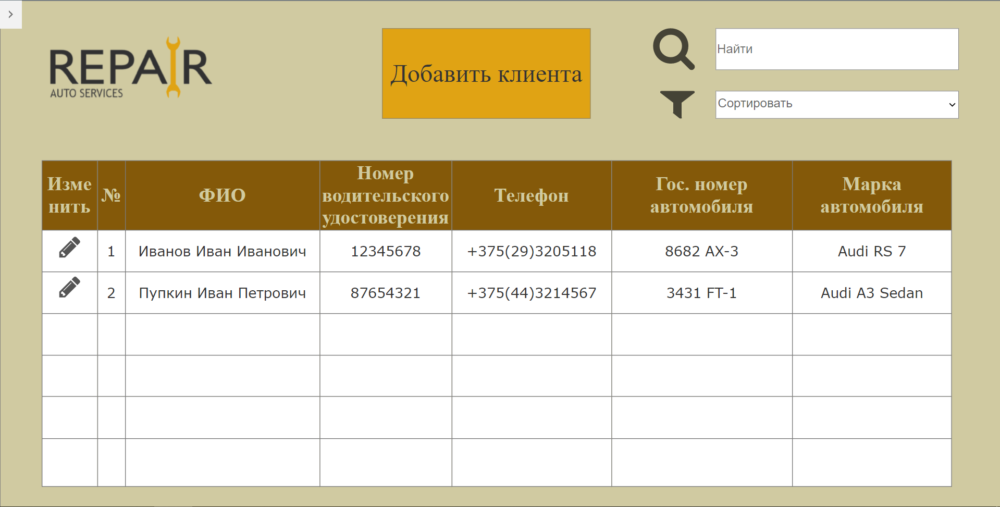 REPAIR
AUTO SERVICES
Добавить клиента
Найти
Сортировать
Изме
нить
№
ФИО
Номер
водительского
удостоверения
Телефон
Гос. номер
автомобиля
Марка
автомобиля
1 Иванов Иван Иванович 12345678 +375(29)3205118 8682 AX-3 Audi RS 7
2 Пупкин Иван Петрович 87654321 +375(44)3214567 3431 FT-1 Audi A3 Sedan